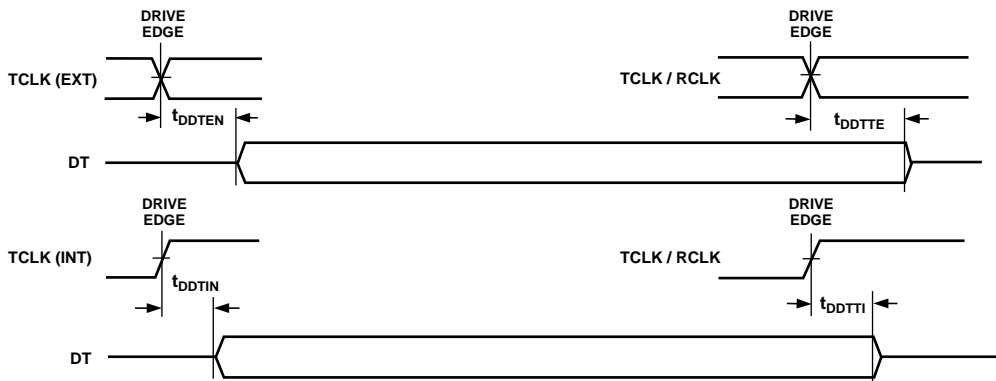 DRIVE
EDGE
DRIVE
EDGE
TCLK (EXT)
TCLK / RCLK
tDDTEN
tDDTTE
DT
DRIVE
EDGE
DRIVE
EDGE
TCLK (INT)
TCLK / RCLK
tDDTIN
tDDTTI
DT